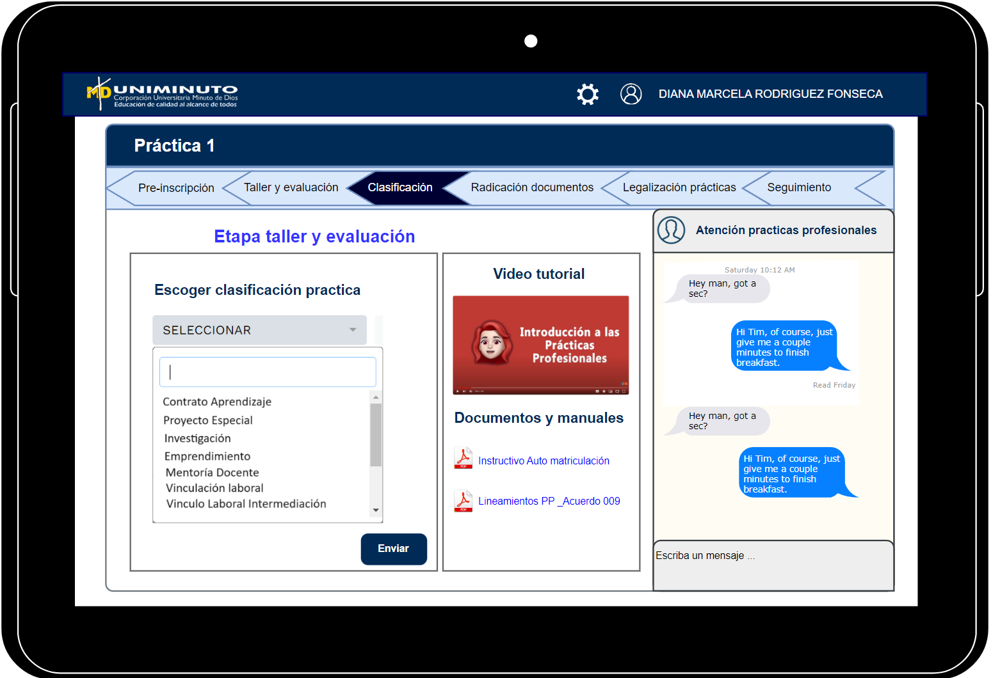 MD UNIMINUTO
Corporación Universitaria Minuto de Dios
Educación de calidad al alcance de todos
DIANA MARCELA RODRIGUEZ FONSECA
Práctica 1
Pre-inscripción
Taller y evaluación
Clasificación
Radicación documentos
Legalización prácticas
Seguimiento
Etapa taller y evaluación
Escoger clasificación practica
SELECCIONAR
Contrato Aprendizaje
Proyecto Especial
Investigación
Emprendimiento
Mentoría Docente
Vinculación laboral
Vinculo Laboral Intermediación
Enviar
Video tutorial
Introducción a las
Prácticas
Profesionales
Documentos y manuales
PDF
Instructivo Auto matriculación
PDF
Lineamientos PP _Acuerdo 009
Atención practicas profesionales
Saturday 10:12 AM
Hey man, got a
sec?
Hi Tim, of course, just
give me a couple
minutes to finish
breakfast.
Read Friday
Hey man, got a
sec?
Hi Tim, of course, just
give me a couple
minutes to finish
breakfast.
Escriba un mensaje ...